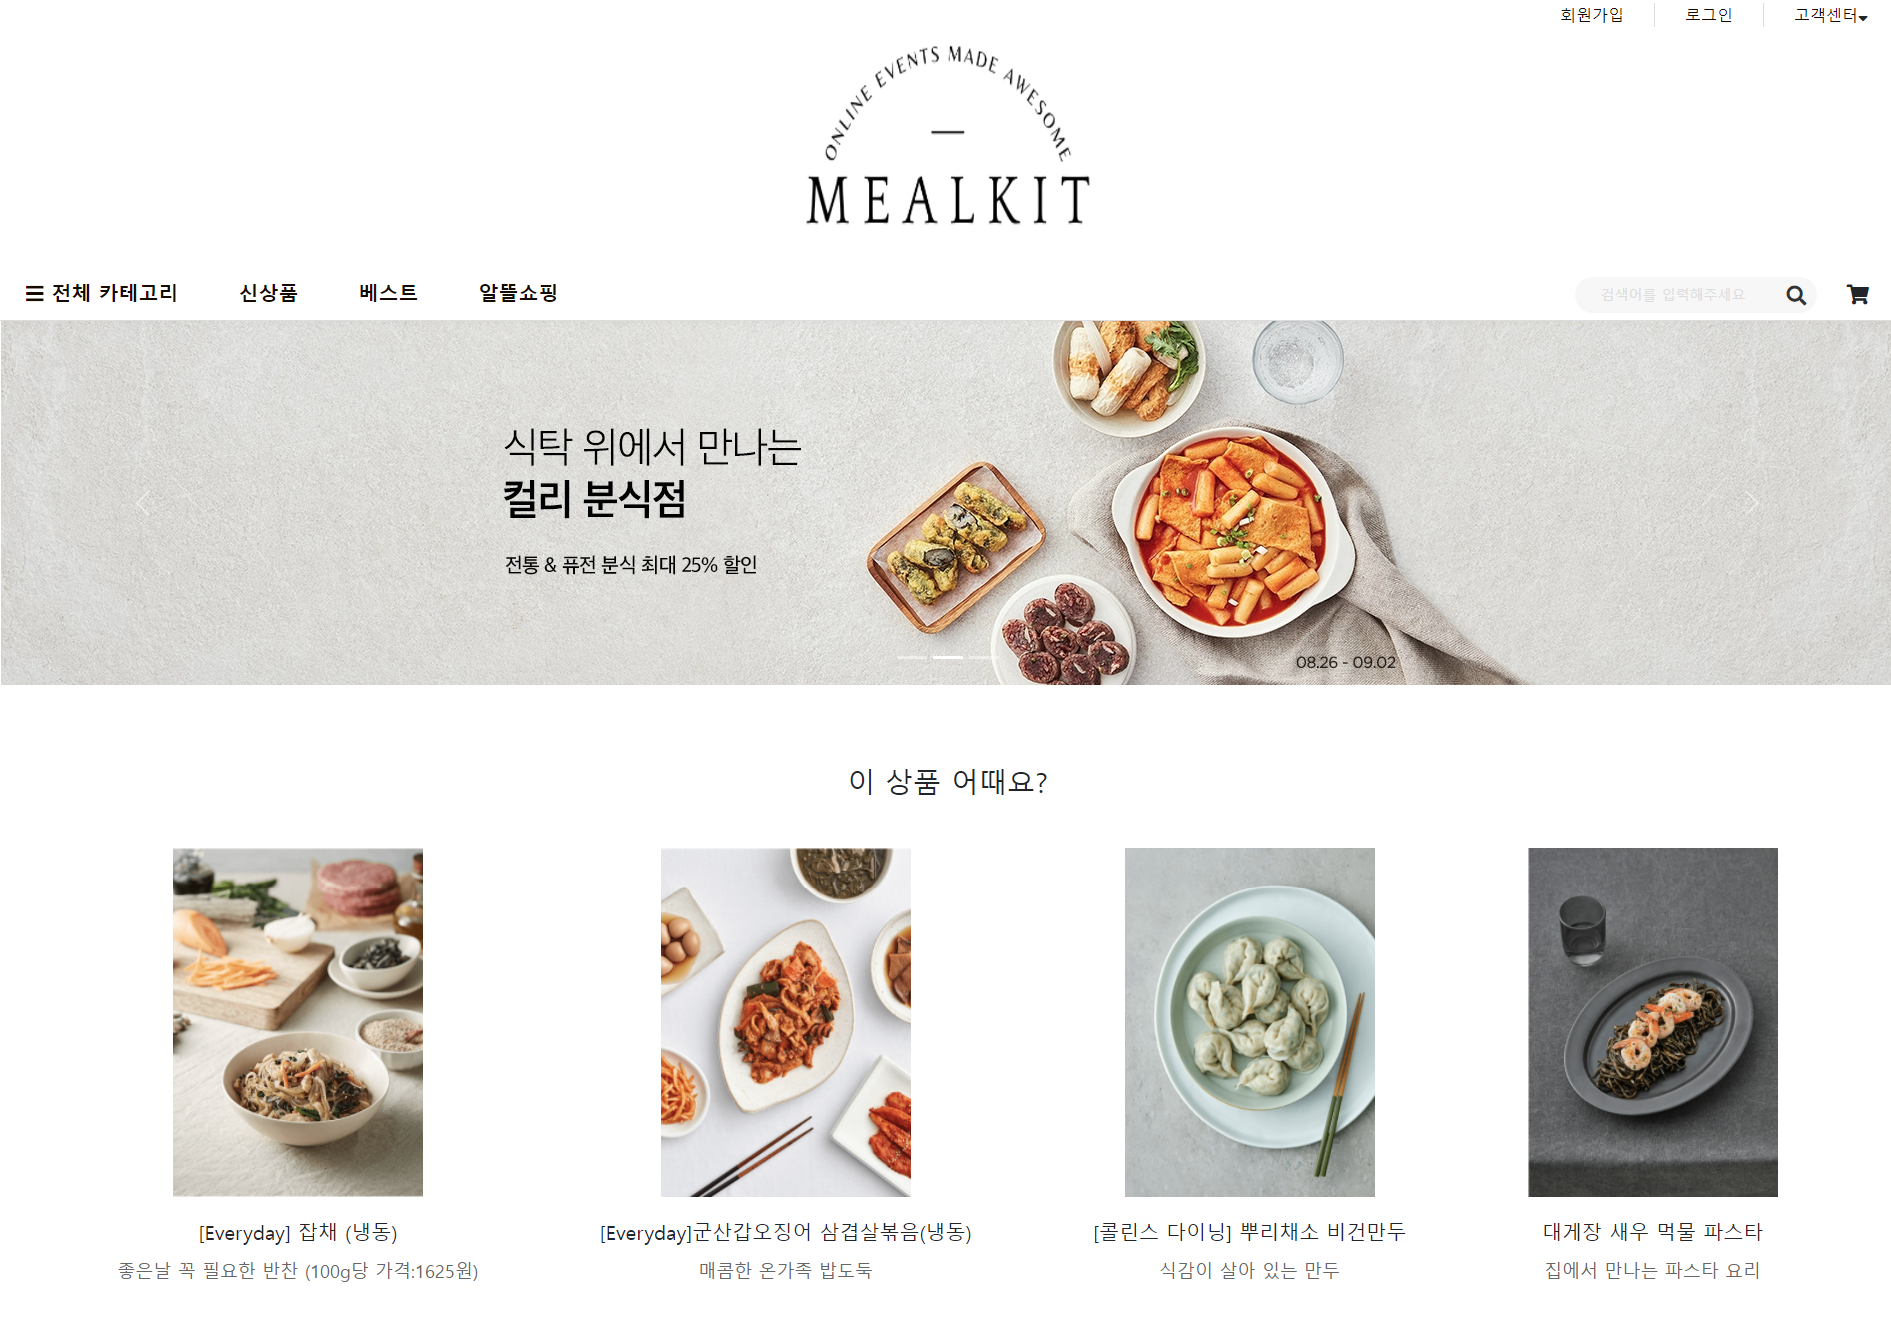 회원가입
로그인
고객센터
ONLINE EVENTS MADE AWESOME
MEALKIT
전체 카테고리
신상품
베스트
알뜰쇼핑
검색어를 입력해주세요
식탁 위에서 만나는
컬리 분식점
전통 & 퓨전 분식 최대 25% 할인
08.26 - 09.02
이 상품 어때요?
[Everyday] 잡채 (냉동)
좋은날 꼭 필요한 반찬 (100g당 가격:1625원)
[Everyday]군산갑오징어 삼겹살볶음(냉동)
매콤한 온가족 밥도둑
[콜린스 다이닝] 뿌리채소 비건만두
식감이 살아 있는 만두
대게장 새우 먹물 파스타
집에서 만나는 파스타 요리